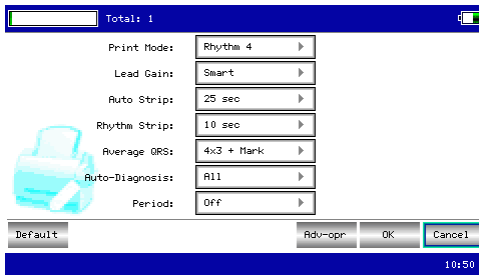 Total: 1
Print Mode: Rhythm 4
Lead Gain: Smart
Auto Strip: 25 sec
Rhythm Strip: 10 sec
Average QRS: 4x3 + Mark
Auto-Diagnosis: All
Period: Off
Default Adv-opr OK Cancel
10:50